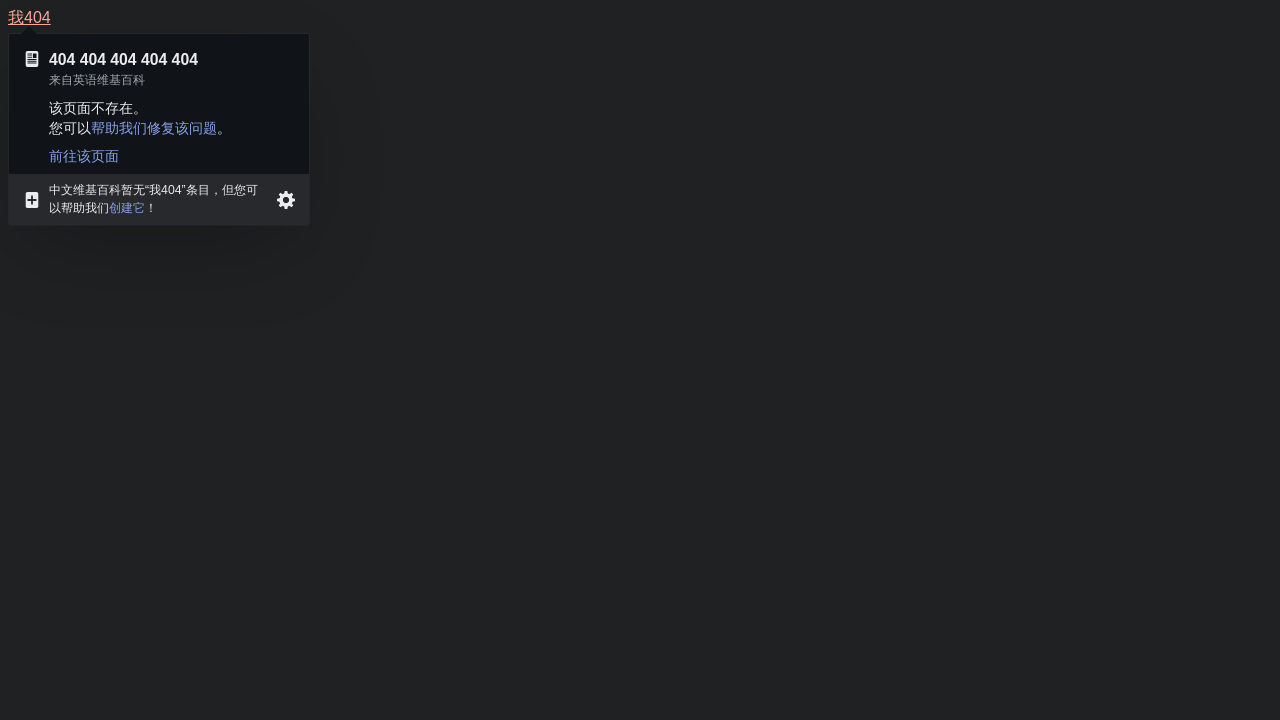 我404
404 404 404 404 404
来自英语维基百科
该页面不存在。
您可以帮助我们修复该问题。
前往该页面
中文维基百科暂无“我404”条目，但您可
以帮助我们创建它！